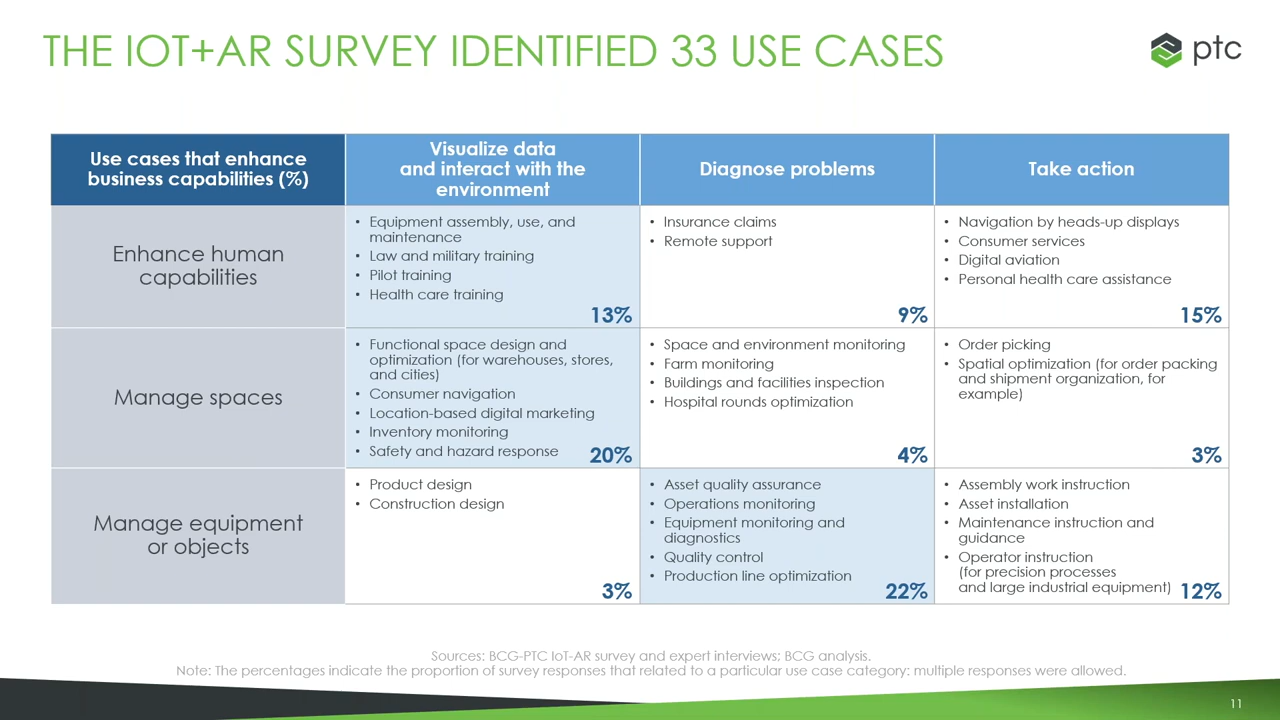 THE IOT+AR SURVEY IDENTIFIED 33 USE CASES
ptc
Use cases that enhance
business capabilities (%)
Visualize data
and interact with the
environment
Diagnose problems
Take action
Enhance human
capabilities
• Equipment assembly, use, and
maintenance
• Law and military training
• Pilot training
• Health care training
13%
• Insurance claims
• Remote support
9%
• Navigation by heads-up displays
• Consumer services
• Digital aviation
• Personal health care assistance
15%
Manage spaces
• Functional space design and
optimization (for warehouses, stores,
and cities)
• Consumer navigation
• Location-based digital marketing
• Inventory monitoring
• Safety and hazard response
20%
• Space and environment monitoring
• Farm monitoring
• Buildings and facilities inspection
• Hospital rounds optimization
4%
• Order picking
• Spatial optimization (for order packing
and shipment organization, for
example)
3%
Manage equipment
or objects
• Product design
• Construction design
3%
• Asset quality assurance
• Operations monitoring
• Equipment monitoring and
diagnostics
• Quality control
• Production line optimization
22%
• Assembly work instruction
• Asset installation
• Maintenance instruction and
guidance
• Operator instruction
(for precision processes
and large industrial equipment)
12%
Sources: BCG-PTC IoT-AR survey and expert interviews; BCG analysis.
Note: The percentages indicate the proportion of survey responses that related to a particular use case category: multiple responses were allowed.
11